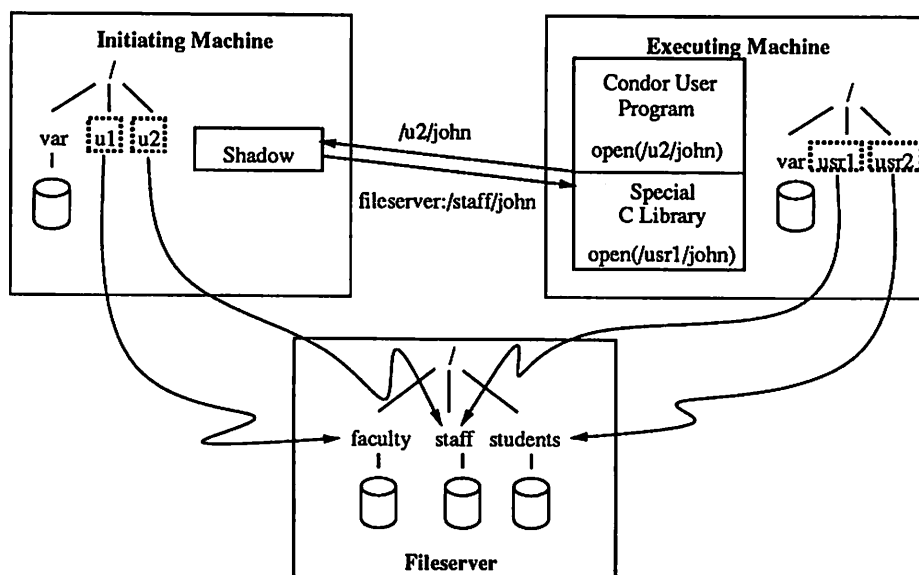 Initiating Machine
/
var u1 u2
Shadow
/u2/john
fileserver:/staff/john
Executing Machine
Condor User
Program
open(/u2/john)
Special
C Library
open(/usr1/john)
/
var usr1 usr2
/
faculty staff students
Fileserver